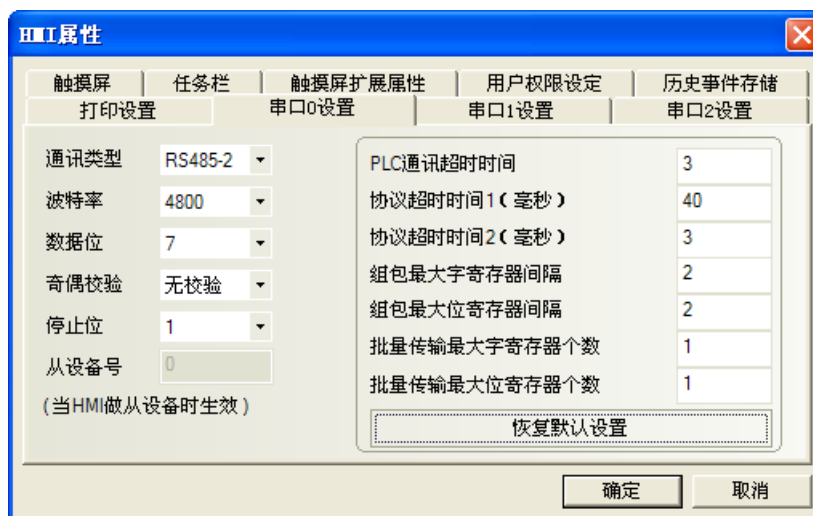 HMI属性
触摸屏 任务栏 触摸屏扩展属性 用户权限设定 历史事件存储
打印设置 串口0设置 串口1设置 串口2设置
通讯类型 RS485-2
波特率 4800
数据位 7
奇偶校验 无校验
停止位 1
从设备号 0
(当HMI做从设备时生效)
PLC通讯超时时间 3
协议超时时间1(毫秒) 40
协议超时时间2(毫秒) 3
组包最大字寄存器间隔 2
组包最大位寄存器间隔 2
批量传输最大字寄存器个数 1
批量传输最大位寄存器个数 1
恢复默认设置
确定 取消